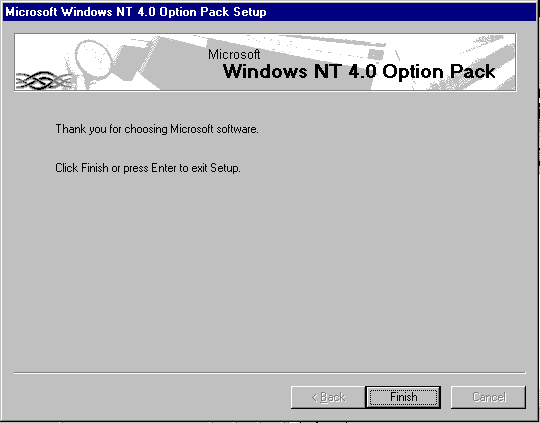 Microsoft Windows NT 4.0 Option Pack Setup
Microsoft
Windows NT 4.0 Option Pack
Thank you for choosing Microsoft software.
Click Finish or press Enter to exit Setup.
< Back Finish Cancel